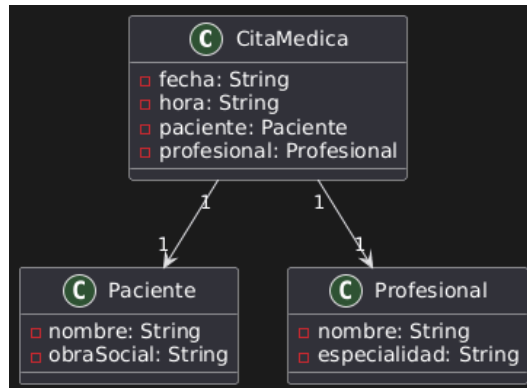 C CitaMedica
fecha: String
hora: String
paciente: Paciente
profesional: Profesional
1 1
1 1
C Paciente
nombre: String
obraSocial: String
C Profesional
nombre: String
especialidad: String